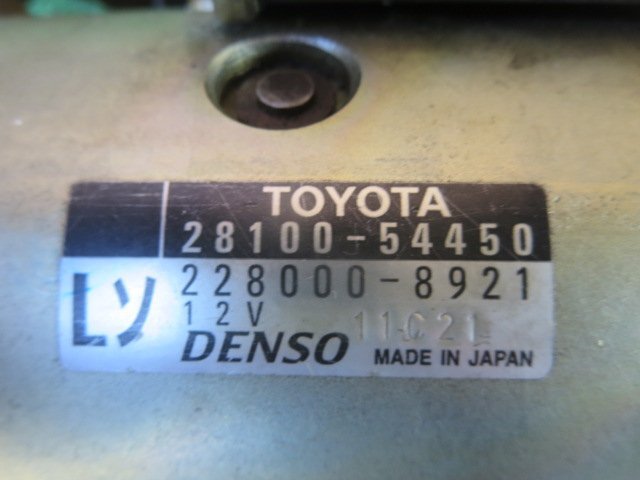 TOYOTA
28100-54450
228000-8921
Lソ
12V 11C21
DENSO MADE IN JAPAN